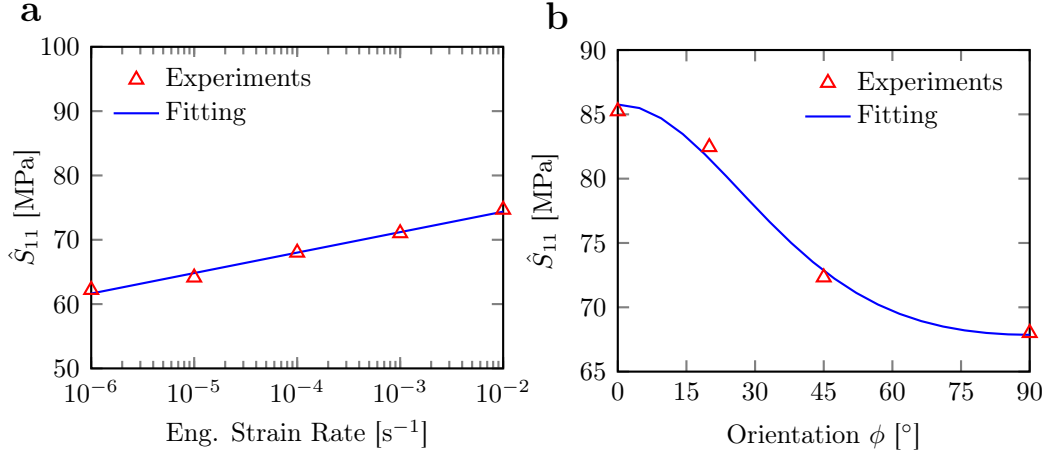 a
100
90
80
70
60
50
Ŝ₁₁ [MPa]
Experiments
Fitting
10⁻⁶ 10⁻⁵ 10⁻⁴ 10⁻³ 10⁻²
Eng. Strain Rate [s⁻¹]
b
90
85
80
75
70
65
Ŝ₁₁ [MPa]
Experiments
Fitting
0 15 30 45 60 75 90
Orientation ϕ [°]